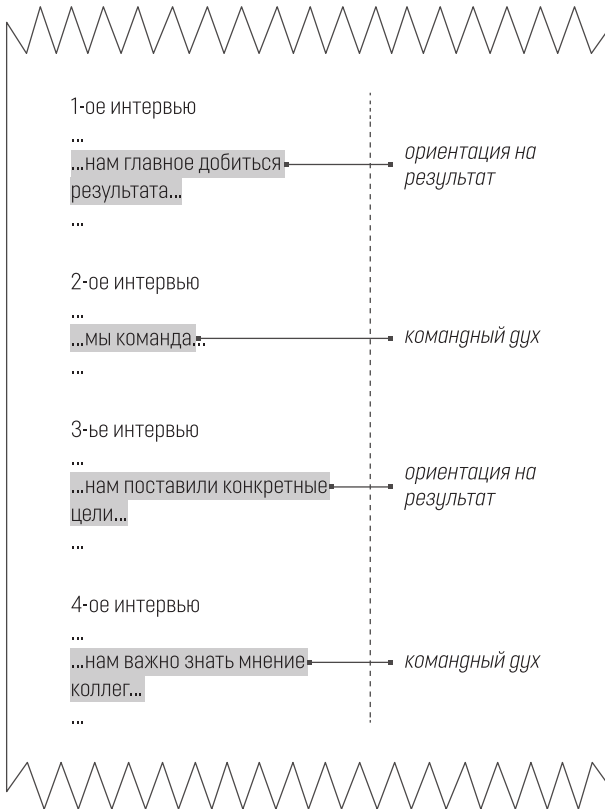 1-ое интервью
...
...нам главное добиться
результата...
...
ориентация на
результат
2-ое интервью
...
...мы команда...
...
командный дух
3-ье интервью
...
...нам поставили конкретные
цели...
...
ориентация на
результат
4-ое интервью
...
...нам важно знать мнение
коллег...
...
командный дух